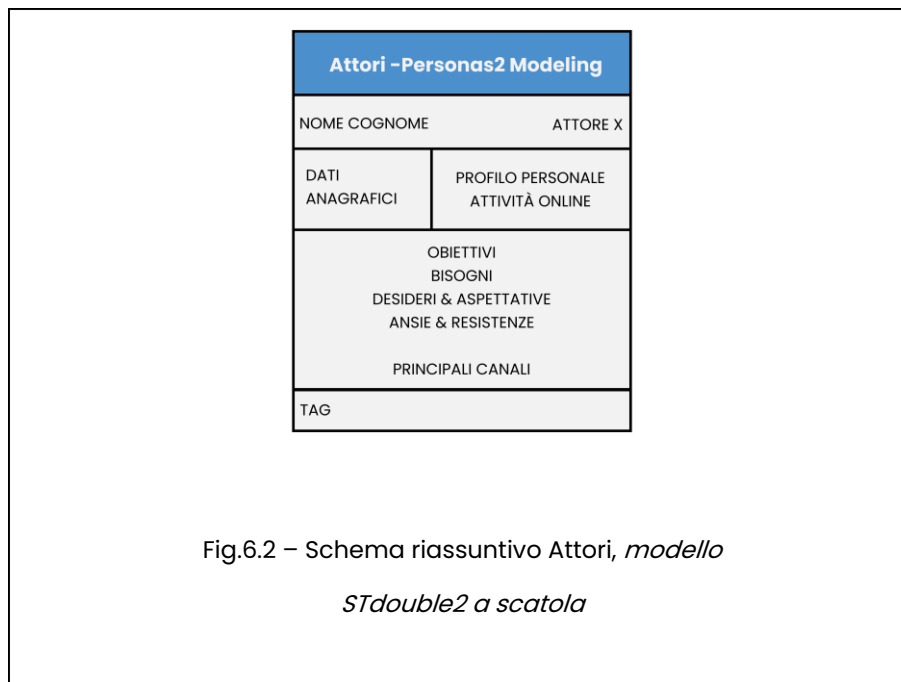 Attori -Personas2 Modeling
NOME COGNOME ATTORE X
DATI
ANAGRAFICI
PROFILO PERSONALE
ATTIVITÀ ONLINE
OBIETTIVI
BISOGNI
DESIDERI & ASPETTATIVE
ANSIE & RESISTENZE
PRINCIPALI CANALI
TAG
Fig.6.2 – Schema riassuntivo Attori, modello
STdouble2 a scatola